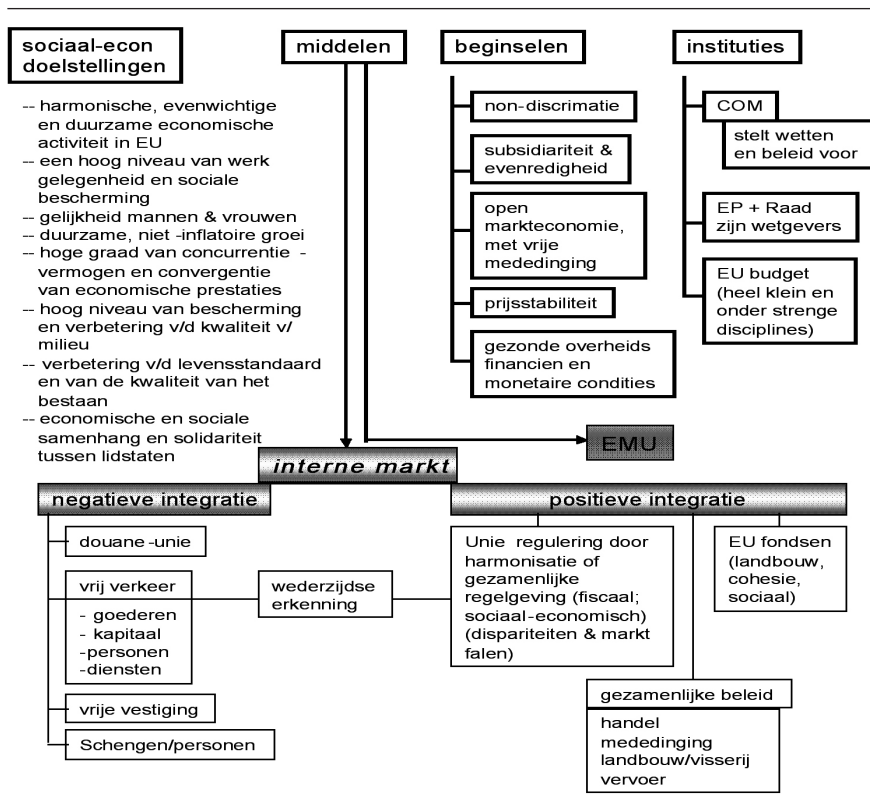 sociaal-econ
doelstellingen
-- harmonische, evenwichtige
en duurzame economische
activiteit in EU
-- een hoog niveau van werk
gelegenheid en sociale
bescherming
-- gelijkheid mannen & vrouwen
-- duurzame, niet -inflatoire groei
-- hoge graad van concurrentie -
vermogen en convergentie
van economische prestaties
-- hoog niveau van bescherming
en verbetering v/d kwaliteit v/
milieu
-- verbetering v/d levensstandaard
en van de kwaliteit van het
bestaan
-- economische en sociale
samenhang en solidariteit
tussen lidstaten
middelen
beginselen
non-discrimatie
subsidiariteit &
evenredigheid
open
markteconomie,
met vrije
mededinging
prijsstabiliteit
gezonde overheids
financien en
monetaire condities
instituties
COM
stelt wetten
en beleid voor
EP + Raad
zijn wetgevers
EU budget
(heel klein en
onder strenge
disciplines)
EMU
interne markt
negatieve integratie
douane -unie
vrij verkeer
- goederen
- kapitaal
-personen
-diensten
vrije vestiging
Schengen/personen
wederzijdse
erkenning
positieve integratie
Unie regulering door
harmonisatie of
gezamenlijke
regelgeving (fiscaal;
sociaal-economisch)
(dispariteiten & markt
falen)
EU fondsen
(landbouw,
cohesie,
sociaal)
gezamenlijke beleid
handel
mededinging
landbouw/visserij
vervoer